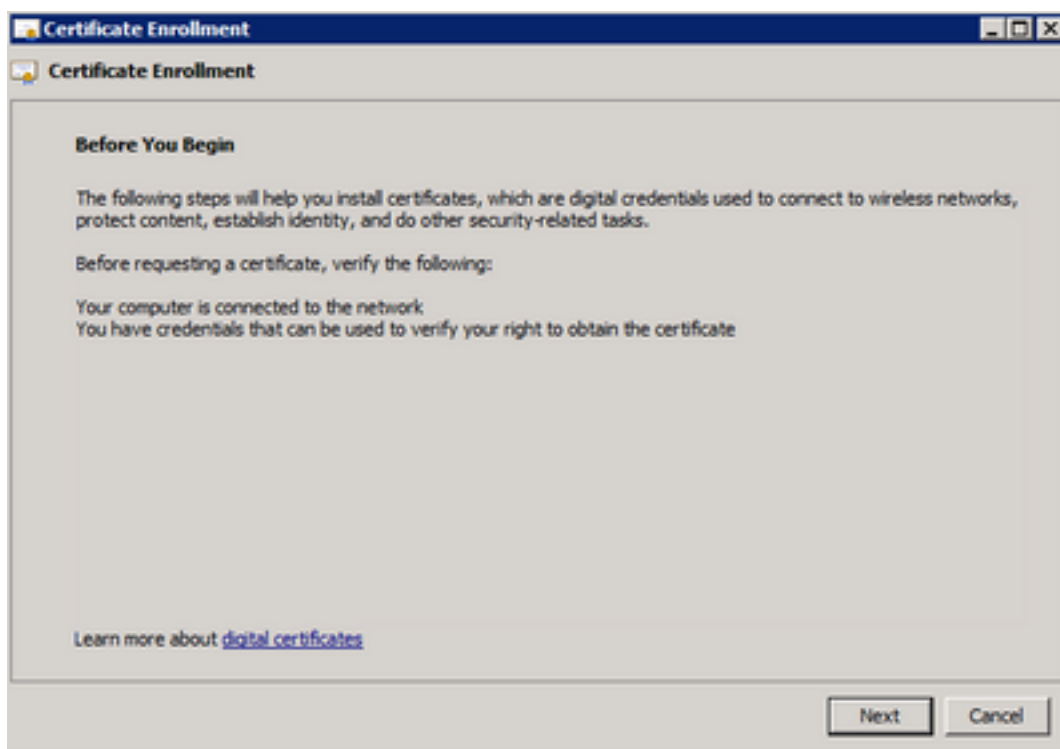 Certificate Enrollment
Certificate Enrollment
Before You Begin
The following steps will help you install certificates, which are digital credentials used to connect to wireless networks,
protect content, establish identity, and do other security-related tasks.
Before requesting a certificate, verify the following:
Your computer is connected to the network
You have credentials that can be used to verify your right to obtain the certificate
Learn more about digital certificates
Next Cancel